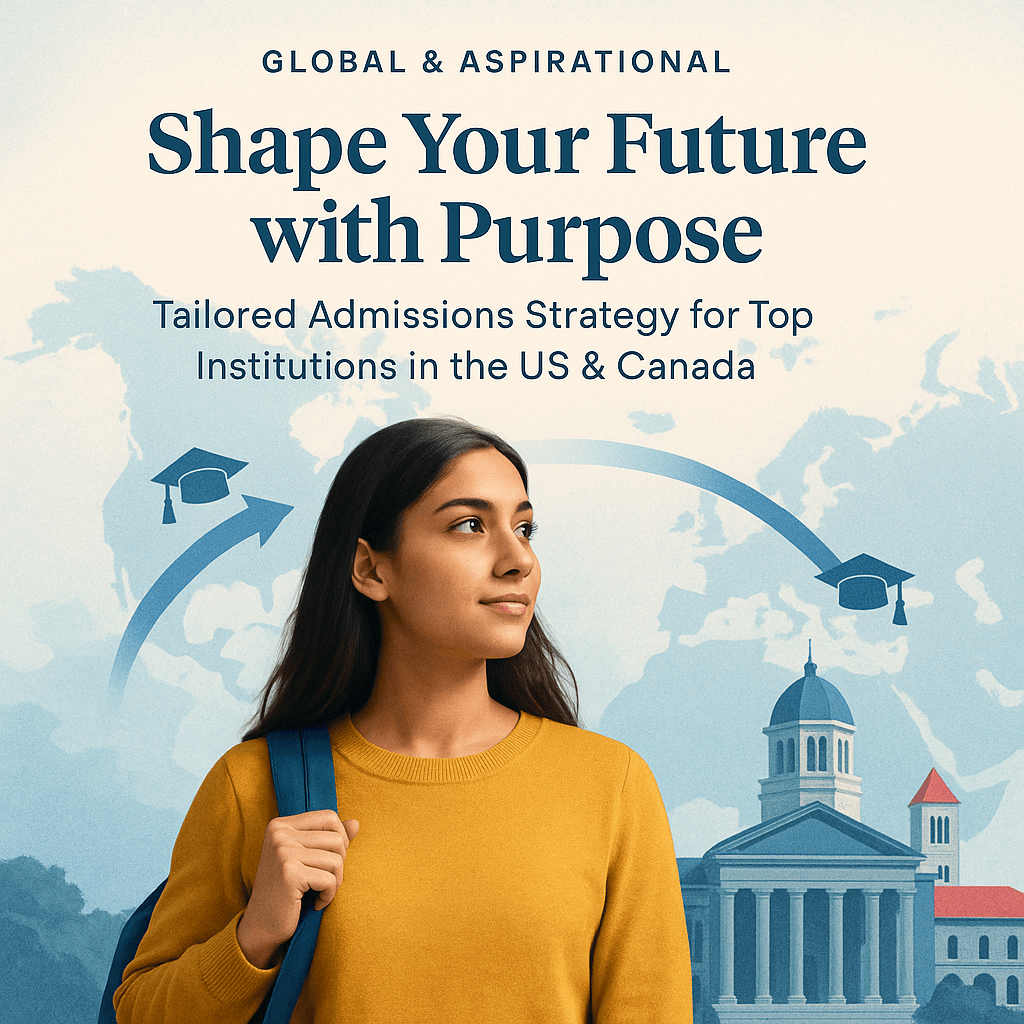 GLOBAL & ASPIRATIONAL
Shape Your Future
with Purpose
Tailored Admissions Strategy for Top
Institutions in the US & Canada